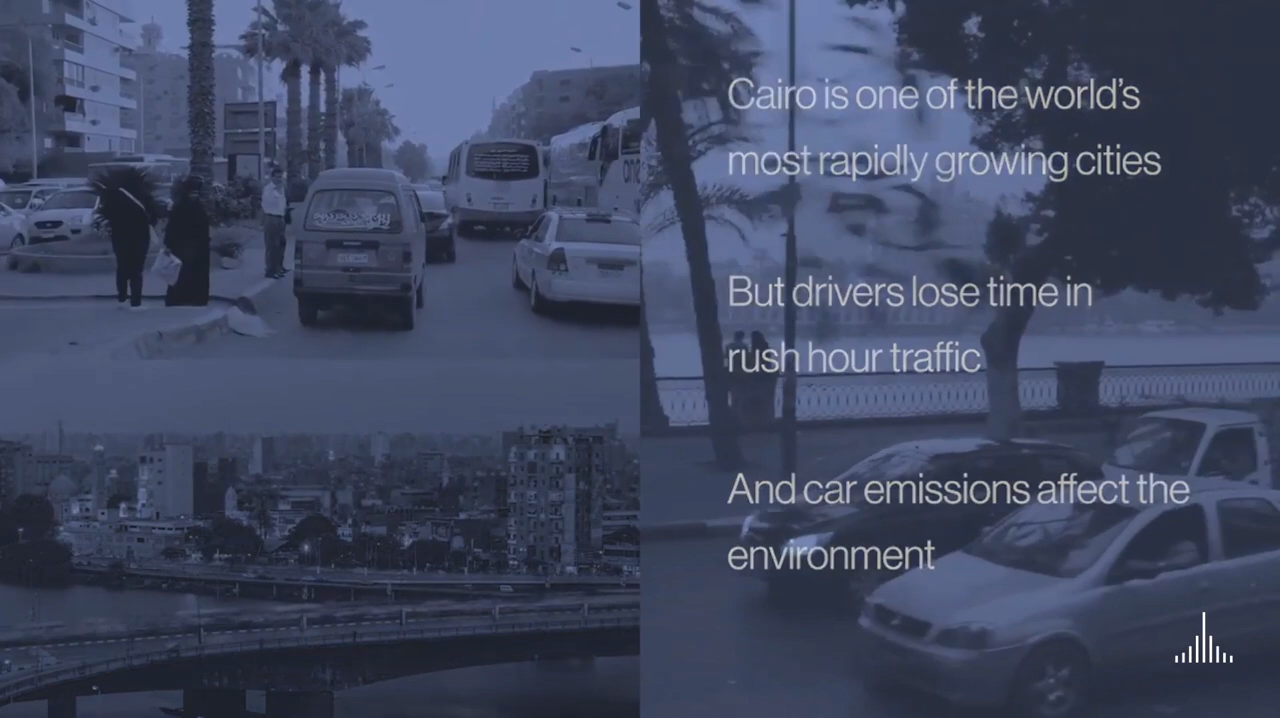 Cairo is one of the world's
most rapidly growing cities
But drivers lose time in
rush hour traffic
And car emissions affect the
environment